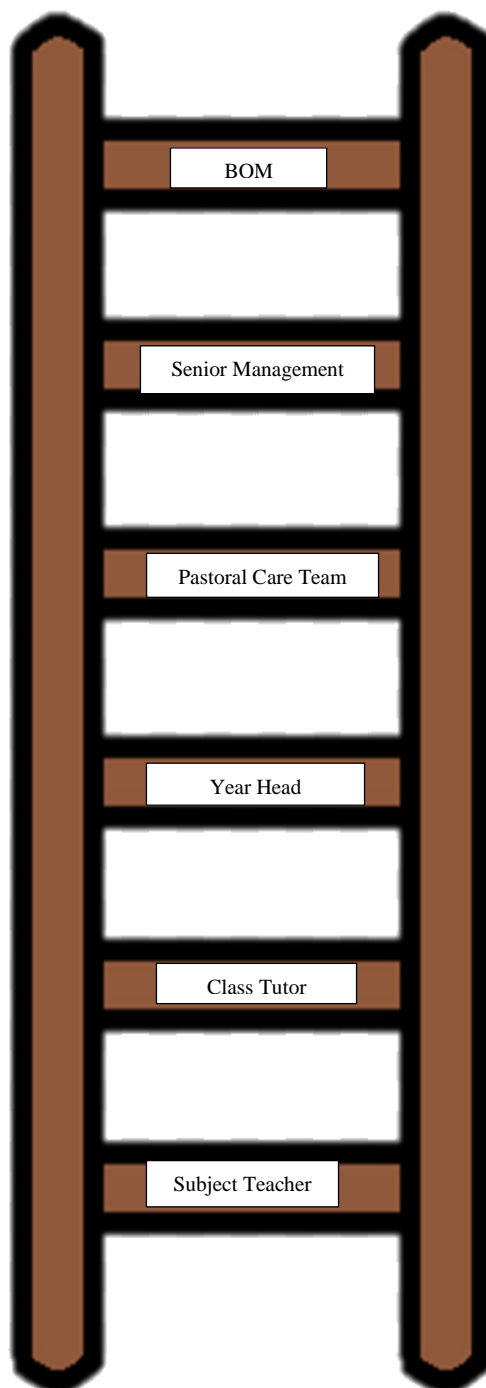 BOM
Senior Management
Pastoral Care Team
Year Head
Class Tutor
Subject Teacher